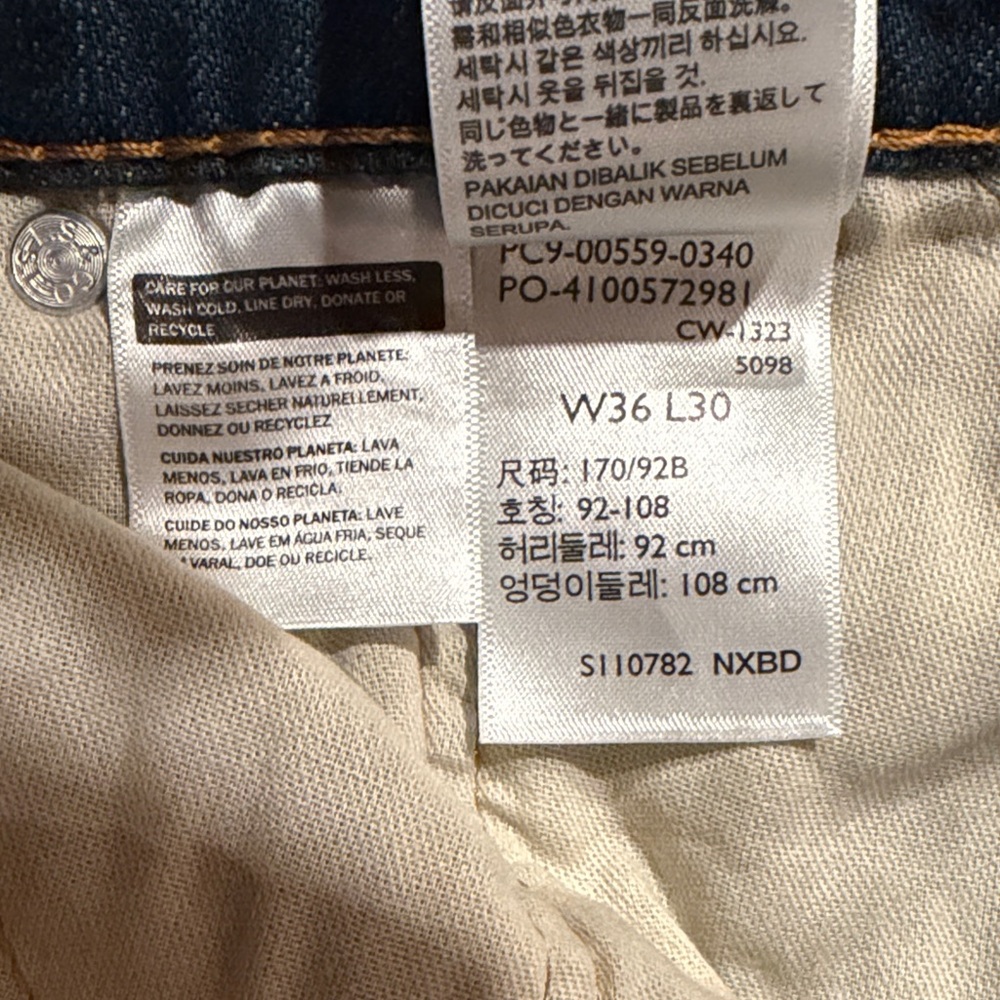 需和相似色衣物一同反面洗涤。
세탁시 같은 색상끼리 하십시요.
세탁시 옷을 뒤집을 것.
同じ色物と一緒に製品を裏返して
洗ってください。
PAKAIAN DIBALIK SEBELUM
DICUCI DENGAN WARNA
SERUPA.
PC9-00559-0340
PO-4100572981
CW-1323
5098
W36 L30
尺码: 170/92B
호칭: 92-108
허리둘레: 92 cm
엉덩이둘레: 108 cm
S110782 NXBD
CARE FOR OUR PLANET: WASH LESS,
WASH COLD, LINE DRY, DONATE OR
RECYCLE
PRENEZ SOIN DE NOTRE PLANETE:
LAVEZ MOINS, LAVEZ A FROID,
LAISSEZ SECHER NATURELLEMENT,
DONNEZ OU RECYCLEZ
CUIDA NUESTRO PLANETA: LAVA
MENOS, LAVA EN FRIO, TIENDE LA
ROPA, DONA O RECICLA.
CUIDE DO NOSSO PLANETA: LAVE
MENOS, LAVE EM ÁGUA FRIA, SEQUE
VARAL, DOE OU RECICLE.